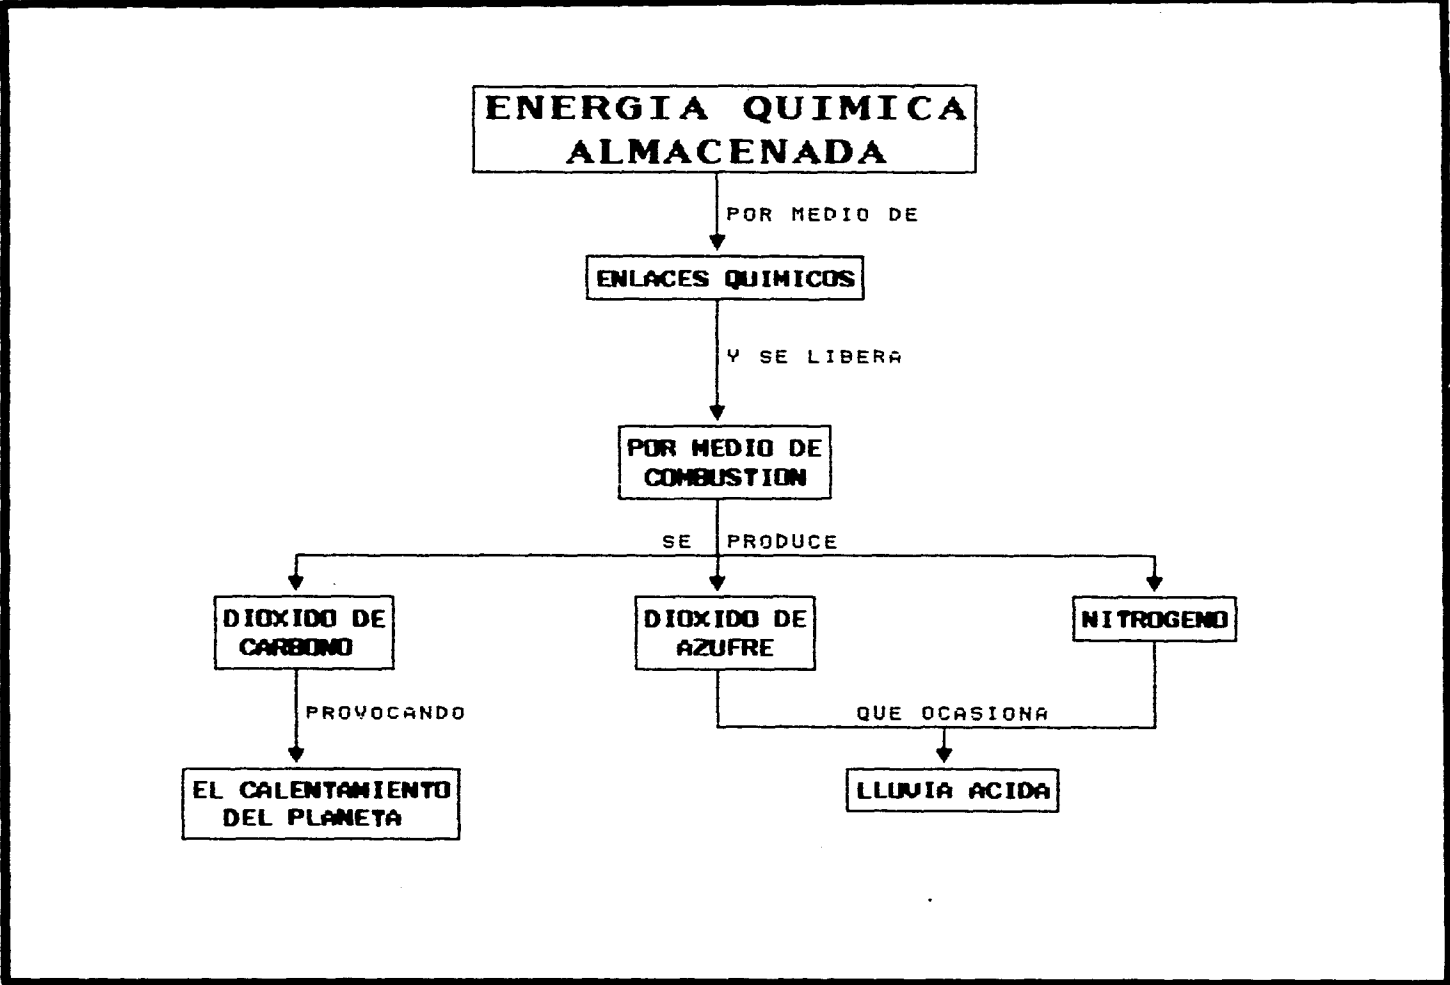 ENERGIA QUIMICA
ALMACENADA
POR MEDIO DE
ENLACES QUIMICOS
Y SE LIBERA
POR MEDIO DE
COMBUSTION
SE PRODUCE
DIOXIDO DE
CARBONO
DIOXIDO DE
AZUFRE
NITROGENO
PROVOCANDO
QUE OCASIONA
EL CALENTAMIENTO
DEL PLANETA
LLUVIA ACIDA